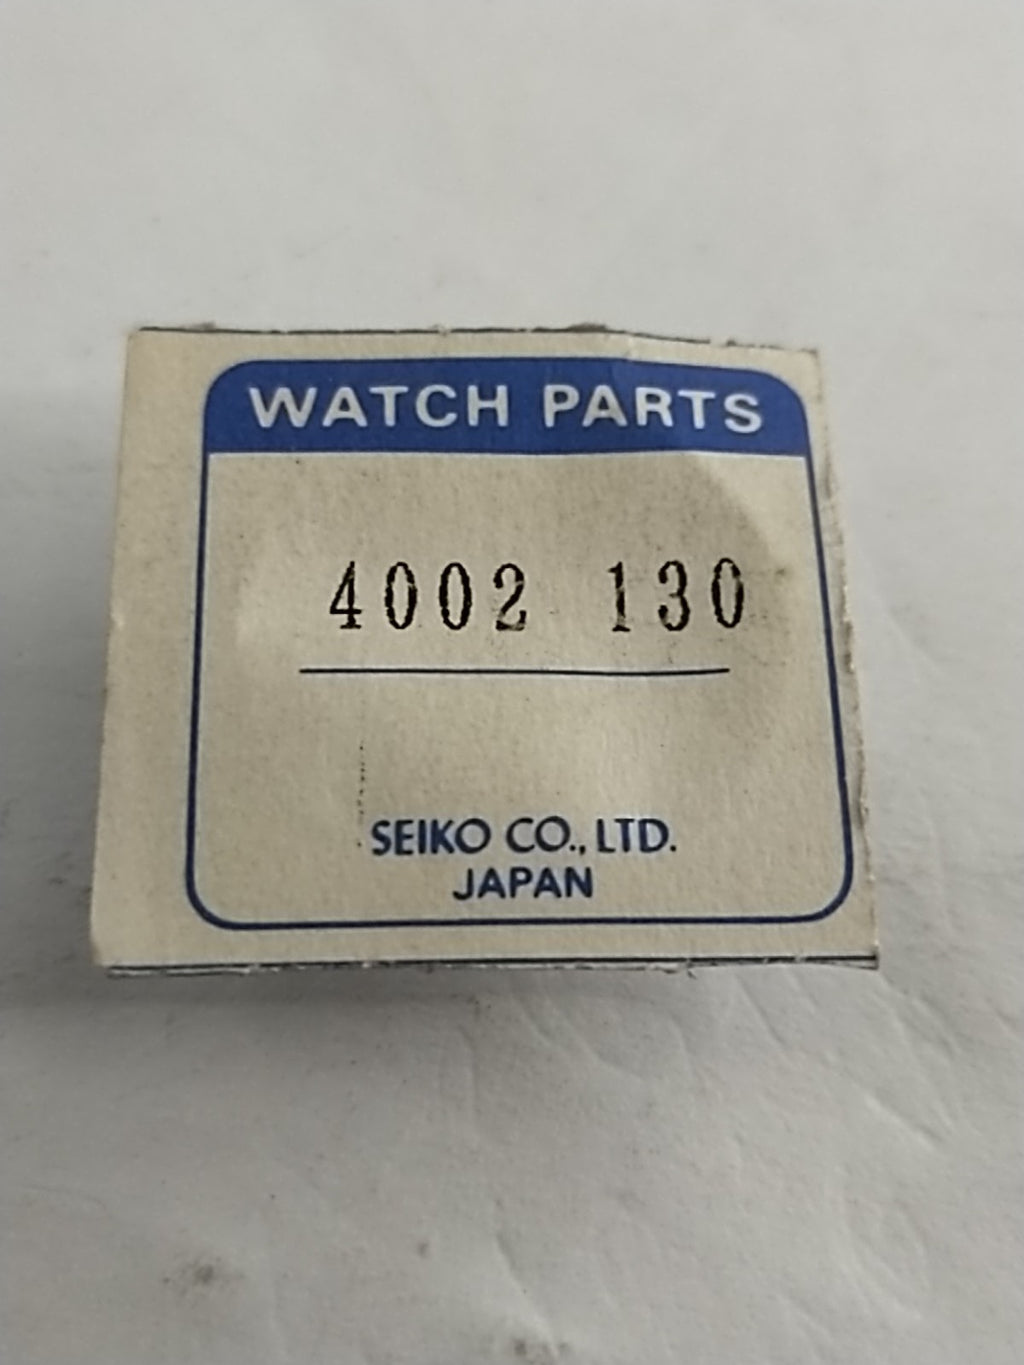 WATCH PARTS
4002 130
SEIKO CO., LTD.
JAPAN